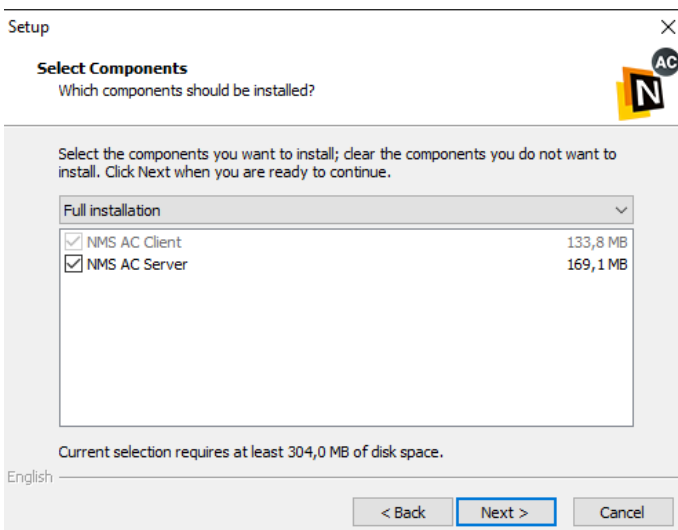 Setup
AC
N
Select Components
Which components should be installed?
Select the components you want to install; clear the components you do not want to
install. Click Next when you are ready to continue.
Full installation
NMS AC Client 133,8 MB
NMS AC Server 169,1 MB
Current selection requires at least 304,0 MB of disk space.
English
< Back Next > Cancel